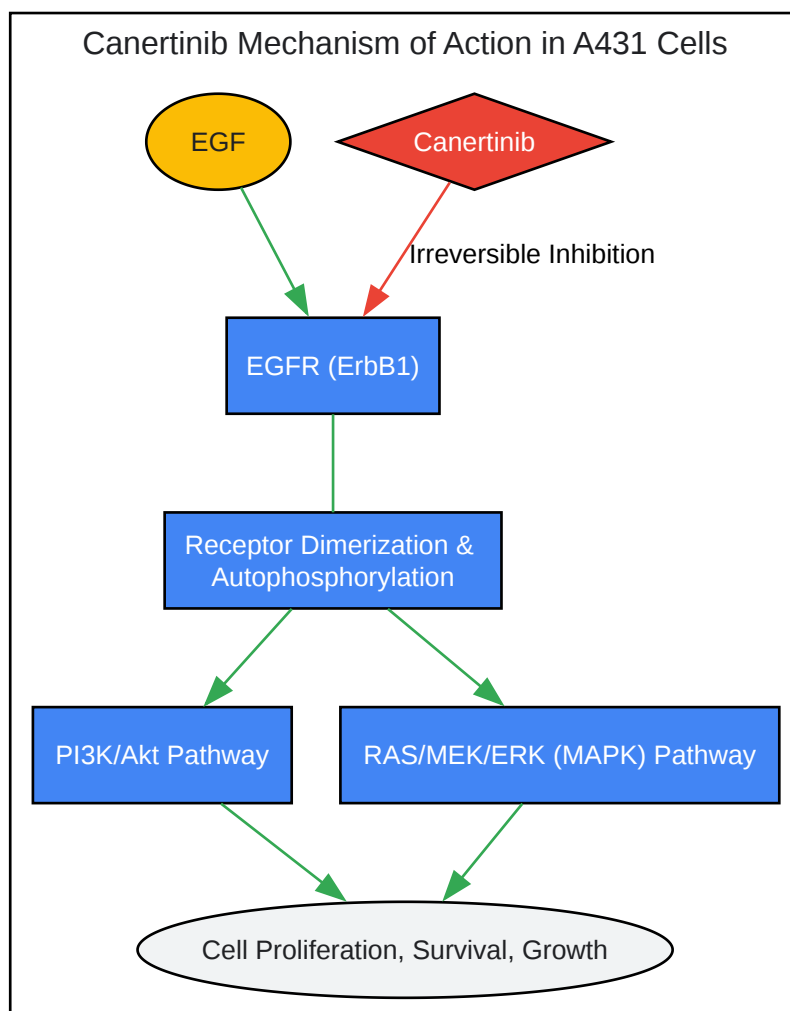 Canertinib Mechanism of Action in A431 Cells
EGF
Canertinib
Irreversible Inhibition
EGFR (ErbB1)
Receptor Dimerization &
Autophosphorylation
PI3K/Akt Pathway
RAS/MEK/ERK (MAPK) Pathway
Cell Proliferation, Survival, Growth